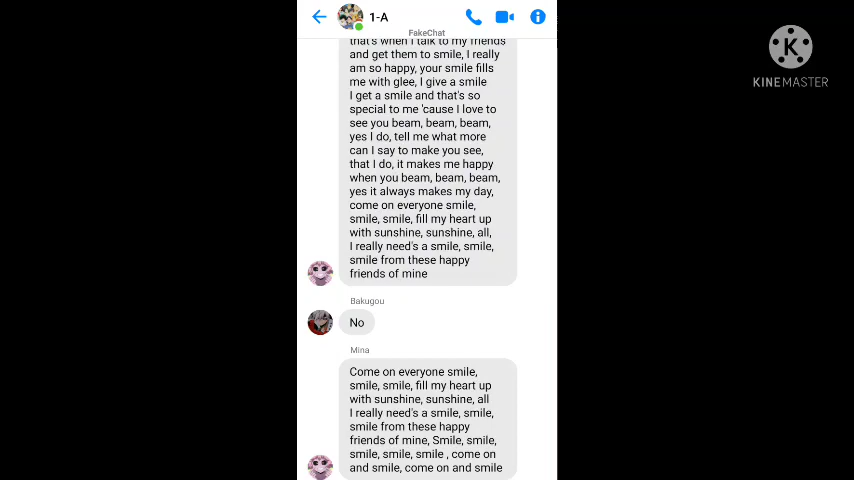 1-A
FakeChat
that's when I talk to my friends
and get them to smile, I really
am so happy, your smile fills
me with glee, I give a smile
I get a smile and that's so
special to me 'cause I love to
see you beam, beam, beam,
yes I do, tell me what more
can I say to make you see,
that I do, it makes me happy
when you beam, beam, beam,
yes it always makes my day,
come on everyone smile,
smile, smile, fill my heart up
with sunshine, sunshine, all,
I really need's a smile, smile,
smile from these happy
friends of mine
Bakugou
No
Mina
Come on everyone smile,
smile, smile, fill my heart up
with sunshine, sunshine, all
I really need's a smile, smile,
smile from these happy
friends of mine, Smile, smile,
smile, smile, smile , come on
and smile, come on and smile
K
KINEMASTER